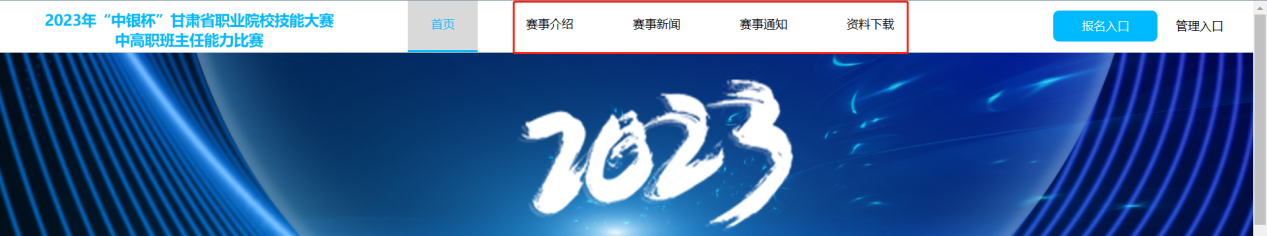 2023年“中银杯”甘肃省职业院校技能大赛
中高职班主任能力比赛
首页
赛事介绍
赛事新闻
赛事通知
资料下载
报名入口
管理入口
2023